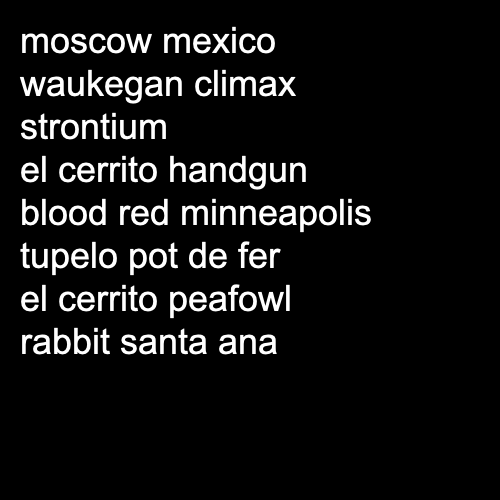 moscow mexico
waukegan climax
strontium
el cerrito handgun
blood red minneapolis
tupelo pot de fer
el cerrito peafowl
rabbit santa ana